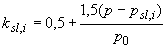 k_{sl,i} = 0,5 + \frac{1,5(p - p_{sl,i})}{p_0}